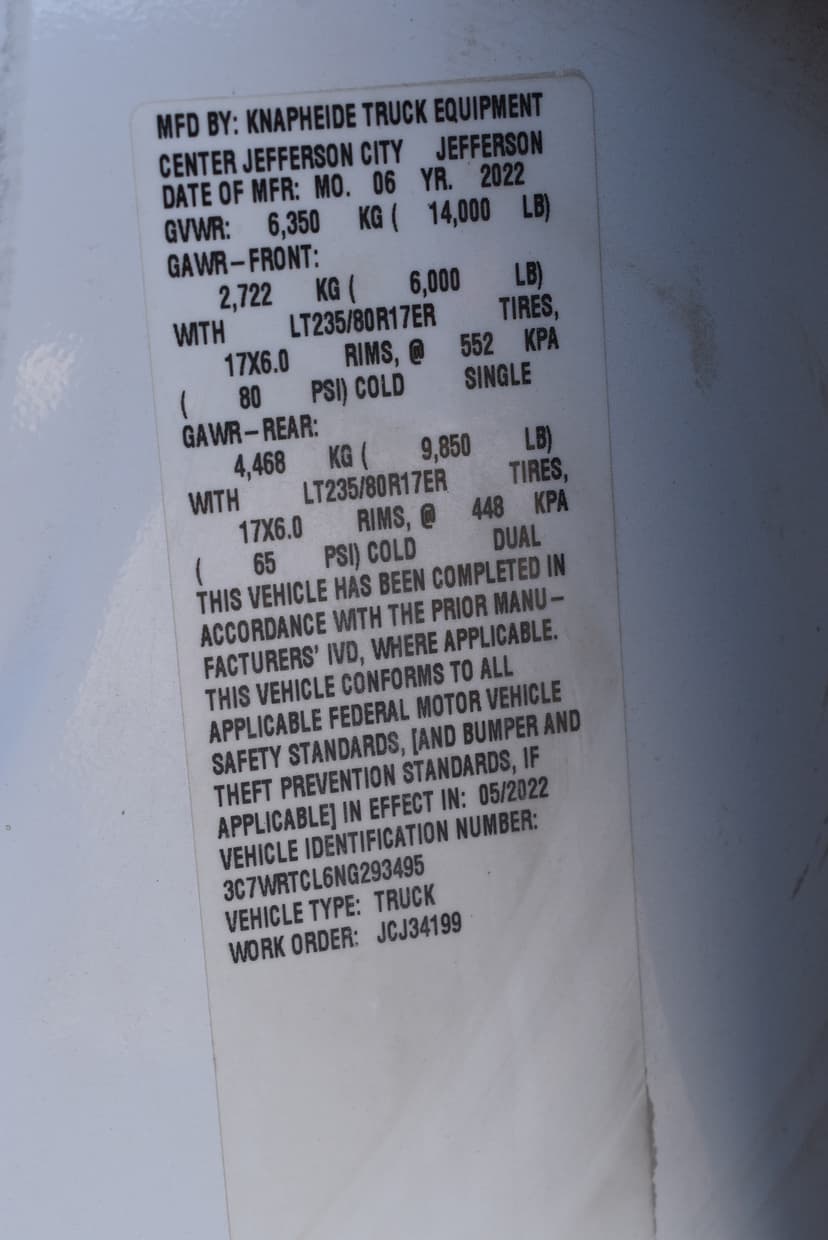 MFD BY: KNAPHEIDE TRUCK EQUIPMENT
CENTER JEFFERSON CITY JEFFERSON
DATE OF MFR: MO. 06 YR. 2022
GVWR: 6,350 KG ( 14,000 LB)
GAWR-FRONT:
2,722 KG ( 6,000 LB)
WITH LT235/80R17ER TIRES,
17X6.0 RIMS, @ 552 KPA
( 80 PSI) COLD SINGLE
GAWR-REAR:
4,468 KG ( 9,850 LB)
WITH LT235/80R17ER TIRES,
17X6.0 RIMS, @ 448 KPA
( 65 PSI) COLD DUAL
THIS VEHICLE HAS BEEN COMPLETED IN
ACCORDANCE WITH THE PRIOR MANU-
FACTURERS' IVD, WHERE APPLICABLE.
THIS VEHICLE CONFORMS TO ALL
APPLICABLE FEDERAL MOTOR VEHICLE
SAFETY STANDARDS, [AND BUMPER AND
THEFT PREVENTION STANDARDS, IF
APPLICABLE] IN EFFECT IN: 05/2022
VEHICLE IDENTIFICATION NUMBER:
3C7WRTCL6NG293495
VEHICLE TYPE: TRUCK
WORK ORDER: JCJ34199